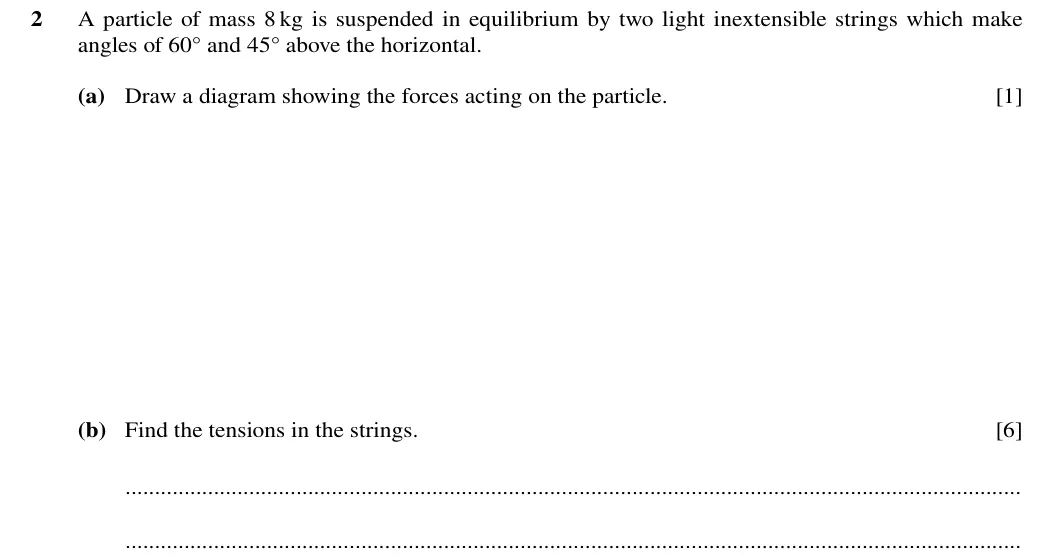 2 A particle of mass 8 kg is suspended in equilibrium by two light inextensible strings which make
angles of 60° and 45° above the horizontal.
(a) Draw a diagram showing the forces acting on the particle. [1]
(b) Find the tensions in the strings. [6]